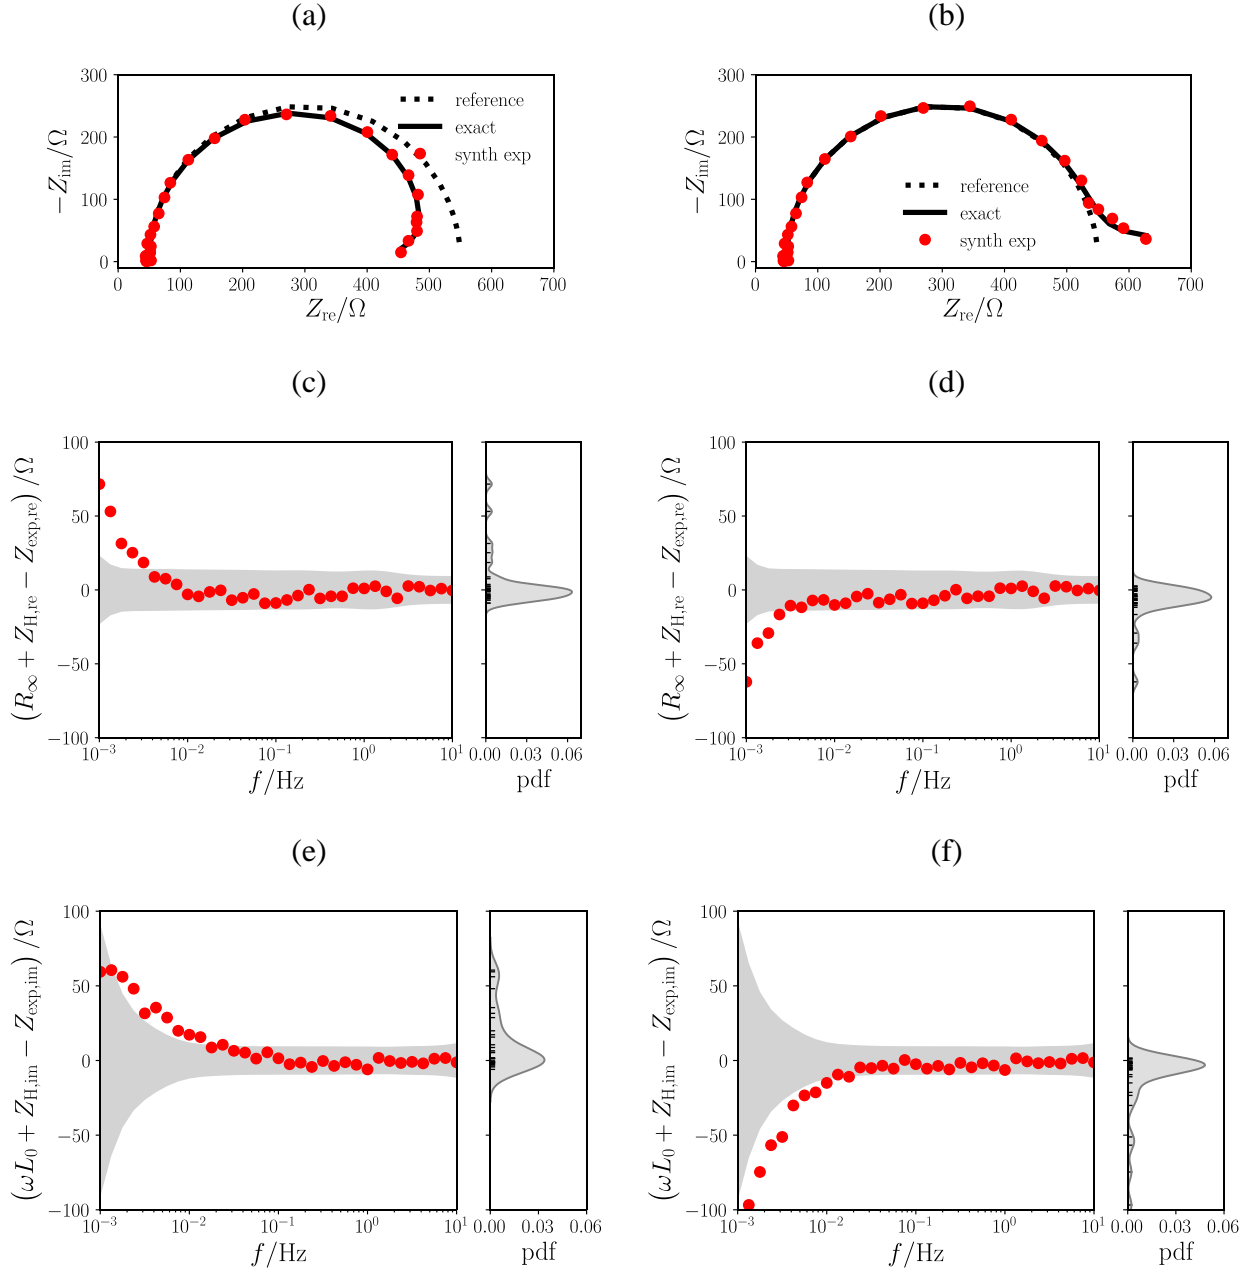 (a)
(b)
300
200
100
0
−Z_im/Ω
reference
exact
synth exp
0 100 200 300 400 500 600 700
Z_re/Ω
300
200
100
0
−Z_im/Ω
reference
exact
synth exp
0 100 200 300 400 500 600 700
Z_re/Ω
(c)
(d)
100
50
0
−50
−100
(R_∞ + Z_H,re − Z_exp,re) /Ω
10^−3 10^−2 10^−1 10^0 10^1
f/Hz
0.00 0.03 0.06
pdf
100
50
0
−50
−100
(R_∞ + Z_H,re − Z_exp,re) /Ω
10^−3 10^−2 10^−1 10^0 10^1
f/Hz
0.00 0.03 0.06
pdf
(e)
(f)
100
50
0
−50
−100
(ωL_0 + Z_H,im − Z_exp,im) /Ω
10^−3 10^−2 10^−1 10^0 10^1
f/Hz
0.00 0.03 0.06
pdf
100
50
0
−50
−100
(ωL_0 + Z_H,im − Z_exp,im) /Ω
10^−3 10^−2 10^−1 10^0 10^1
f/Hz
0.00 0.03 0.06
pdf